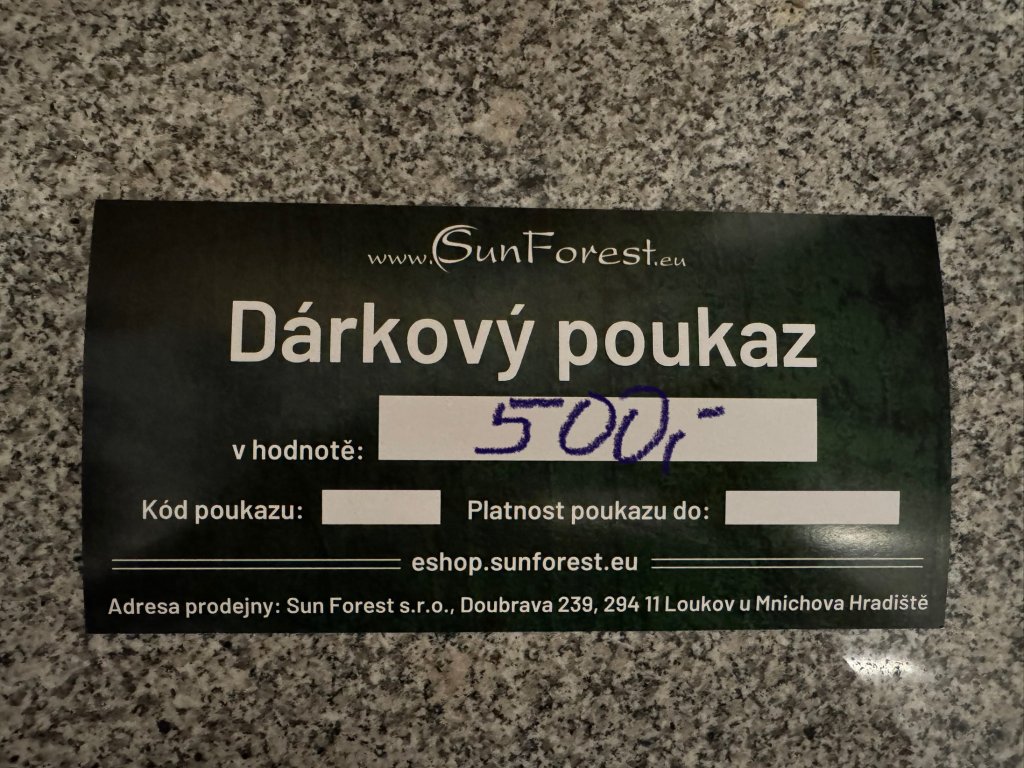 www.SunForest.eu
Dárkový poukaz
v hodnotě: 500,-
Kód poukazu: Platnost poukazu do:
eshop.sunforest.eu
Adresa prodejny: Sun Forest s.r.o., Doubrava 239, 294 11 Loukov u Mnichova Hradiště